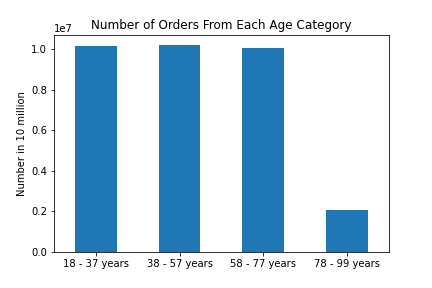 Number of Orders From Each Age Category
1e7
Number in 10 million
1.0
0.8
0.6
0.4
0.2
0.0
18 - 37 years
38 - 57 years
58 - 77 years
78 - 99 years